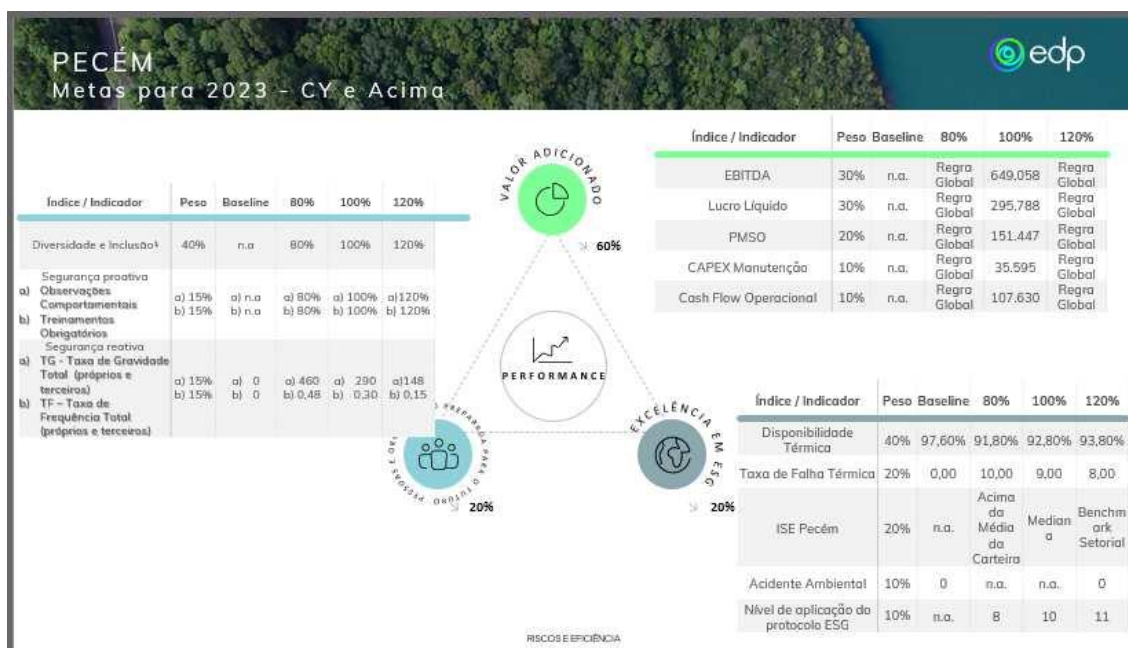 PECÉM
Metas para 2023 - CY e Acima
edp
Índice / Indicador Peso Baseline 80% 100% 120%
Diversidade e Inclusão¹ 40% n.a 80% 100% 120%
Segurança proativa
a) Observações
Comportamentais
b) Treinamentos
Obrigatórios
a) 15% a) n.a a) 80% a) 100% a)120%
b) 15% b) n.a b) 80% b) 100% b) 120%
Segurança reativa
a) TG - Taxa de Gravidade
Total (próprios e
terceiros)
b) TF – Taxa de
Frequência Total
(próprios e terceiros)
a) 15% a) 0 a) 460 a) 290 a)148
b) 15% b) 0 b) 0,48 b) 0,30 b) 0,15
VALOR ADICIONADO
60%
PERFORMANCE
PREPARADA PARA O FUTURO
PESSOAS E
20%
EXCELÊNCIA EM ESG
20%
Índice / Indicador Peso Baseline 80% 100% 120%
EBITDA 30% n.a. Regra Global 649,058 Regra Global
Lucro Líquido 30% n.a. Regra Global 295,788 Regra Global
PMSO 20% n.a. Regra Global 151.447 Regra Global
CAPEX Manutenção 10% n.a. Regra Global 35.595 Regra Global
Cash Flow Operacional 10% n.a. Regra Global 107.630 Regra Global
Índice / Indicador Peso Baseline 80% 100% 120%
Disponibilidade
Térmica
40% 97,60% 91,80% 92,80% 93,80%
Taxa de Falha Térmica 20% 0,00 10,00 9,00 8,00
ISE Pecém 20% n.a.
Acima
da
Média
da
Carteira
Median
a
Benchm
ark
Setorial
Acidente Ambiental 10% 0 n.a. n.a. 0
Nível de aplicação do
protocolo ESG
10% n.a. 8 10 11
RISCOS E EFICIÊNCIA